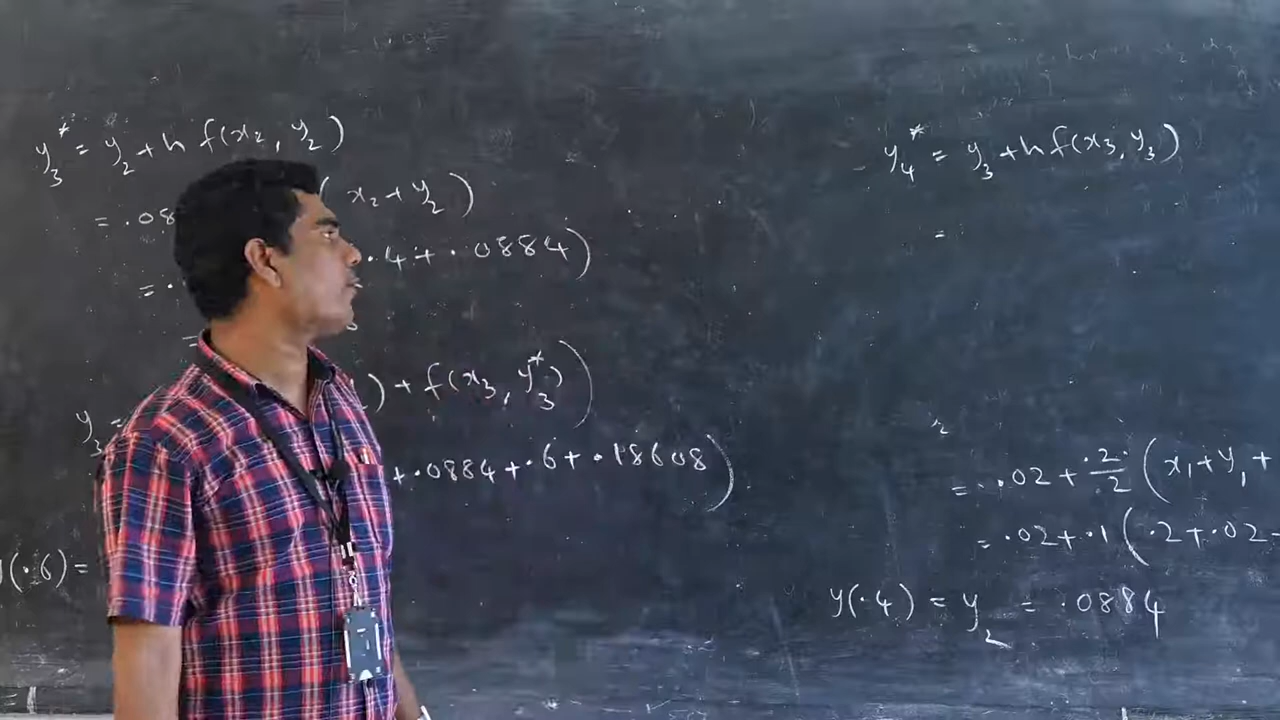 y₃* = y₂ + h f(x₂, y₂)
= .08 ( x₂ + y₂ )
= . .4 + .0884 )
=
y₃ = ) + f(x₃, y₃*) )
+ .0884 + .6 + .18608 )
(.6) =
y₄* = y₃ + h f(x₃, y₃)
=
= .02 + .2/2 ( x₁ + y₁ +
= .02 + .1 ( .2 + .02 -
y(.4) = y₂ = .0884